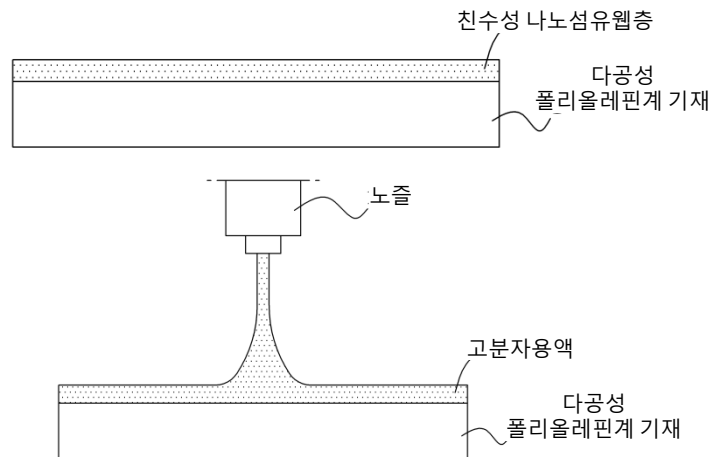 친수성 나노섬유웹층
다공성
폴리올레핀계 기재
노즐
고분자용액
다공성
폴리올레핀계 기재